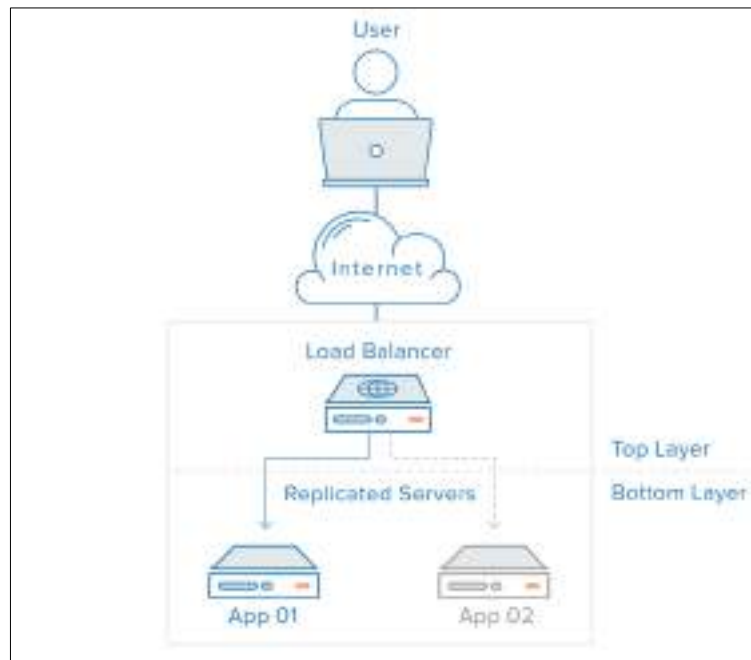 User
Internet
Load Balancer
Top Layer
Replicated Servers
Bottom Layer
App 01
App 02